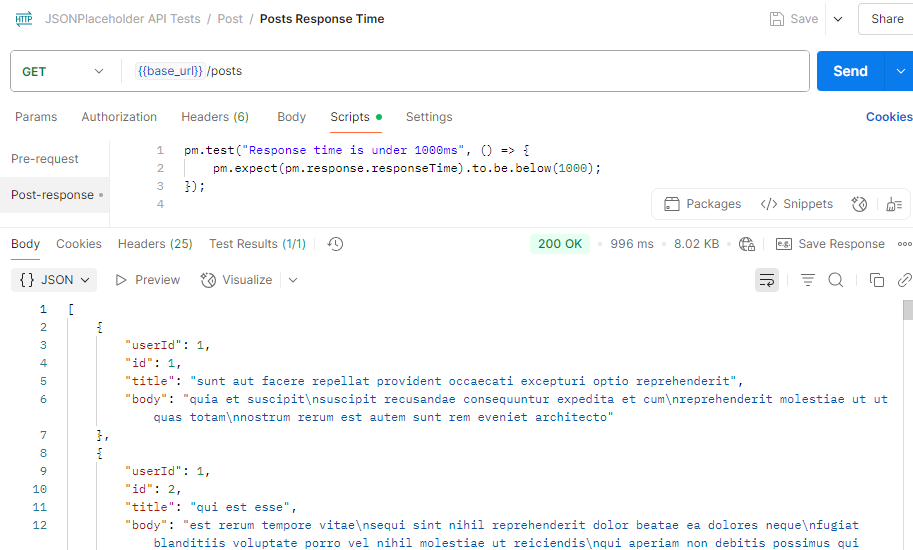 HTTP JSONPlaceholder API Tests / Post / Posts Response Time Save Share
GET {{base_url}} /posts Send
Params Authorization Headers (6) Body Scripts Settings Cookies
Pre-request
Post-response
1 pm.test("Response time is under 1000ms", () => {
2 pm.expect(pm.response.responseTime).to.be.below(1000);
3 });
4
Packages </> Snippets
Body Cookies Headers (25) Test Results (1/1) 200 OK 996 ms 8.02 KB e.g. Save Response
{} JSON Preview Visualize
1 [
2 {
3 "userId": 1,
4 "id": 1,
5 "title": "sunt aut facere repellat provident occaecati excepturi optio reprehenderit",
6 "body": "quia et suscipit\nsuscipit recusandae consequuntur expedita et cum\nreprehenderit molestiae ut ut
quas totam\nnostrum rerum est autem sunt rem eveniet architecto"
7 },
8 {
9 "userId": 1,
10 "id": 2,
11 "title": "qui est esse",
12 "body": "est rerum tempore vitae\nsequi sint nihil reprehenderit dolor beatae ea dolores neque\nfugiat
blanditiis voluptate porro vel nihil molestiae ut reiciendis\nqui aperiam non debitis possimus qui